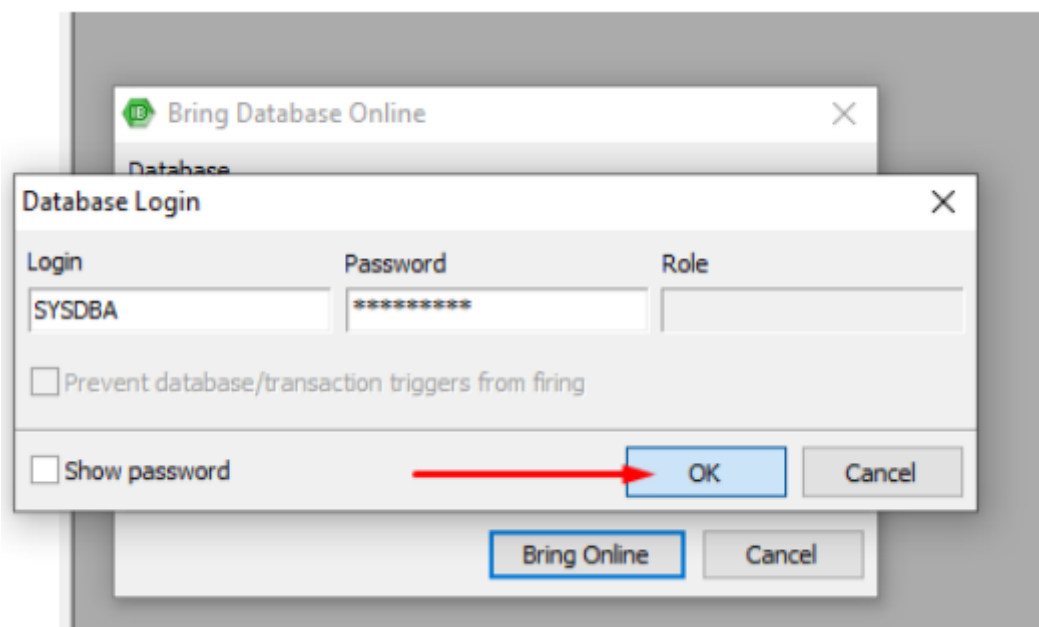 Bring Database Online
Database
Database Login
Login Password Role
SYSDBA *********
Prevent database/transaction triggers from firing
Show password OK Cancel
Bring Online Cancel